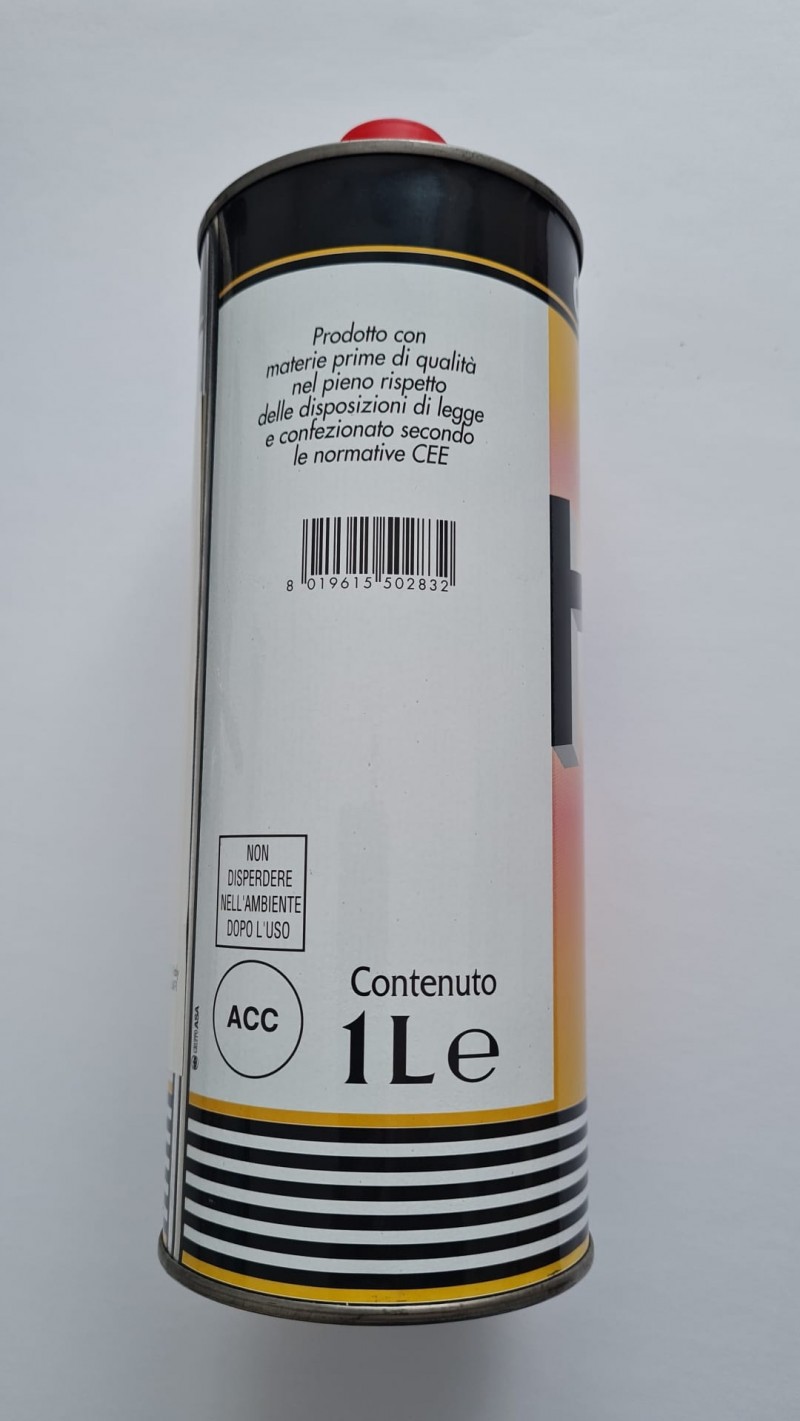 Prodotto con
materie prime di qualità
nel pieno rispetto
delle disposizioni di legge
e confezionato secondo
le normative CEE
8 019615 502832
NON
DISPERDERE
NELL'AMBIENTE
DOPO L'USO
ACC
Contenuto
1 L e